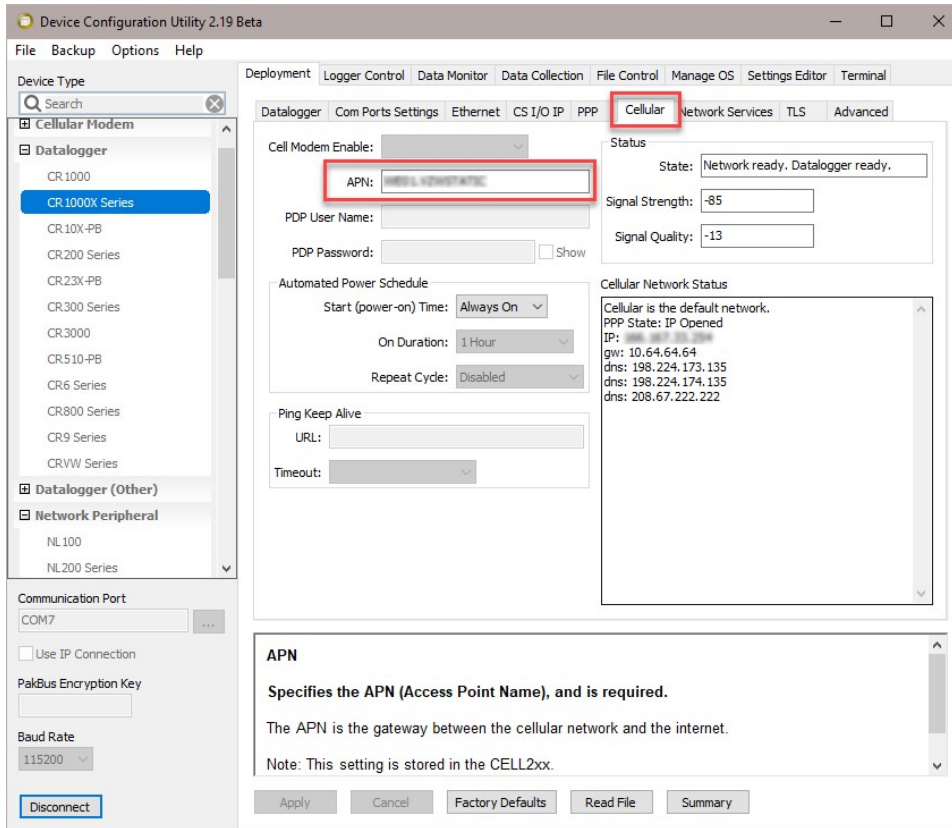 Device Configuration Utility 2.19 Beta
File Backup Options Help
Device Type
Search
Cellular Modem
Datalogger
CR1000
CR1000X Series
CR10X-PB
CR200 Series
CR23X-PB
CR300 Series
CR3000
CR510-PB
CR6 Series
CR800 Series
CR9 Series
CRVW Series
Datalogger (Other)
Network Peripheral
NL100
NL200 Series
Communication Port
COM7
...
Use IP Connection
PakBus Encryption Key
Baud Rate
115200
Disconnect
Deployment Logger Control Data Monitor Data Collection File Control Manage OS Settings Editor Terminal
Datalogger Com Ports Settings Ethernet CS I/O IP PPP Cellular Network Services TLS Advanced
Cell Modem Enable:
APN:
PDP User Name:
PDP Password:
Show
Automated Power Schedule
Start (power-on) Time: Always On
On Duration: 1 Hour
Repeat Cycle: Disabled
Ping Keep Alive
URL:
Timeout:
Status
State: Network ready. Datalogger ready.
Signal Strength: -85
Signal Quality: -13
Cellular Network Status
Cellular is the default network.
PPP State: IP Opened
IP:
gw: 10.64.64.64
dns: 198.224.173.135
dns: 198.224.174.135
dns: 208.67.222.222
APN
Specifies the APN (Access Point Name), and is required.
The APN is the gateway between the cellular network and the internet.
Note: This setting is stored in the CELL2xx.
Apply Cancel Factory Defaults Read File Summary